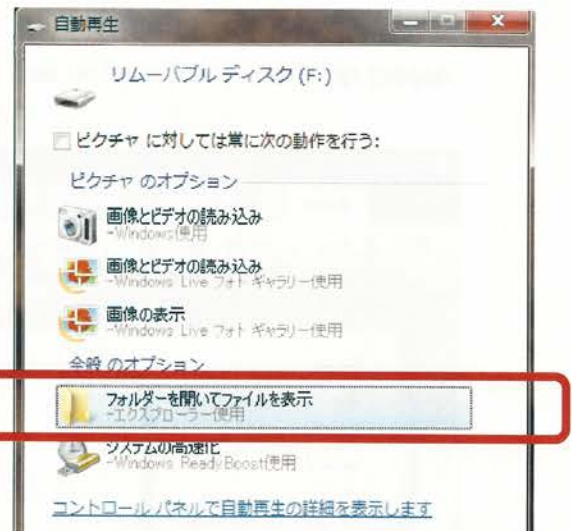 自動再生
リムーバブル ディスク (F:)
ピクチャ に対しては常に次の動作を行う:
ピクチャ のオプション
画像とビデオの読み込み
-Windows使用
画像とビデオの読み込み
-Windows Live フォト ギャラリー使用
画像の表示
-Windows Live フォト ギャラリー使用
全般 のオプション
フォルダーを開いてファイルを表示
-エクスプローラー使用
システムの高速化
-Windows ReadyBoost使用
コントロール パネルで自動再生の詳細を表示します